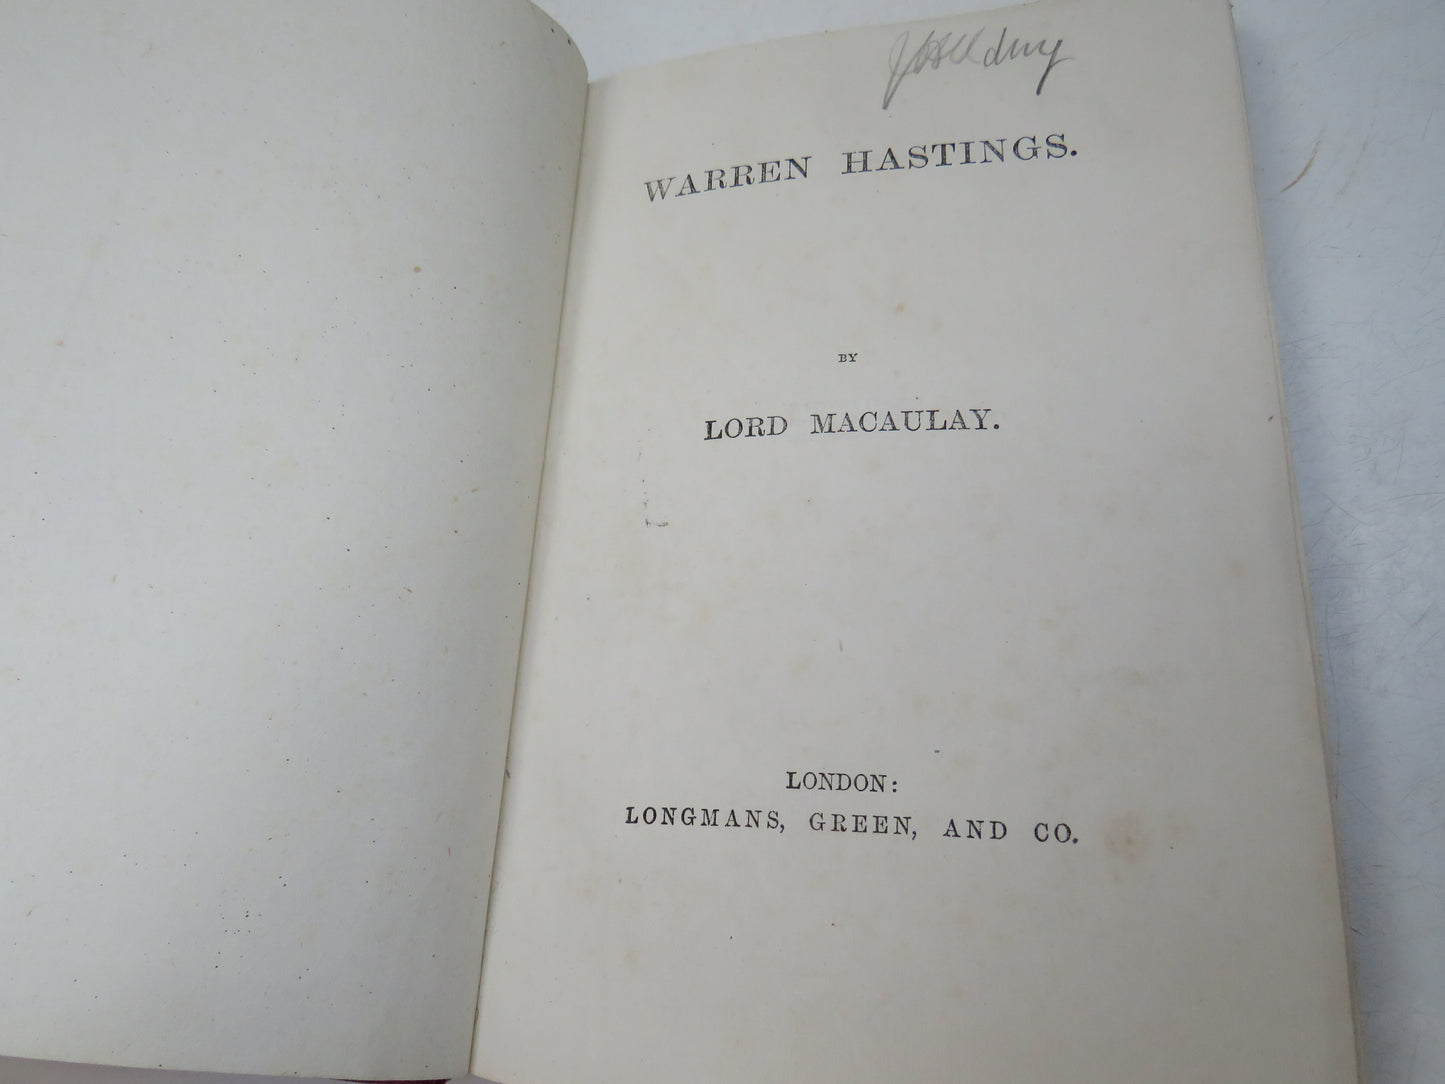 WARREN HASTINGS.
BY
LORD MACAULAY.
LONDON:
LONGMANS, GREEN, AND CO.